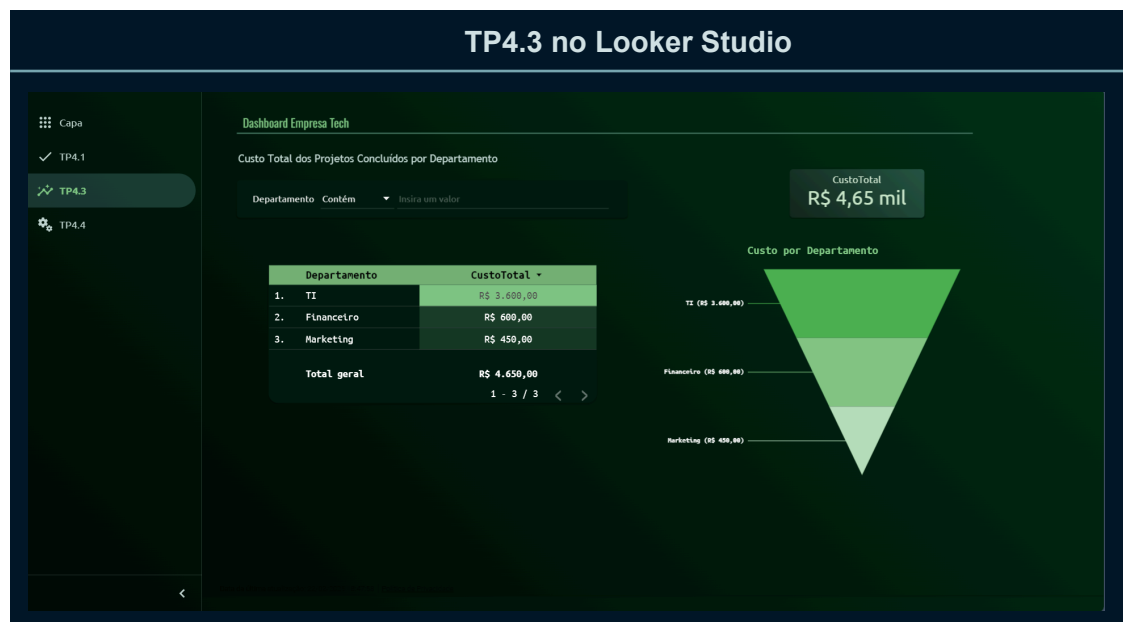 TP4.3 no Looker Studio
Capa
TP4.1
TP4.3
TP4.4
Dashboard Empresa Tech
Custo Total dos Projetos Concluídos por Departamento
Departamento Contém Insira um valor
CustoTotal
R$ 4,65 mil
Departamento CustoTotal
1. TI R$ 3.600,00
2. Financeiro R$ 600,00
3. Marketing R$ 450,00
Total geral R$ 4.650,00
1 - 3 / 3
Custo por Departamento
TI (R$ 3.600,00)
Financeiro (R$ 600,00)
Marketing (R$ 450,00)